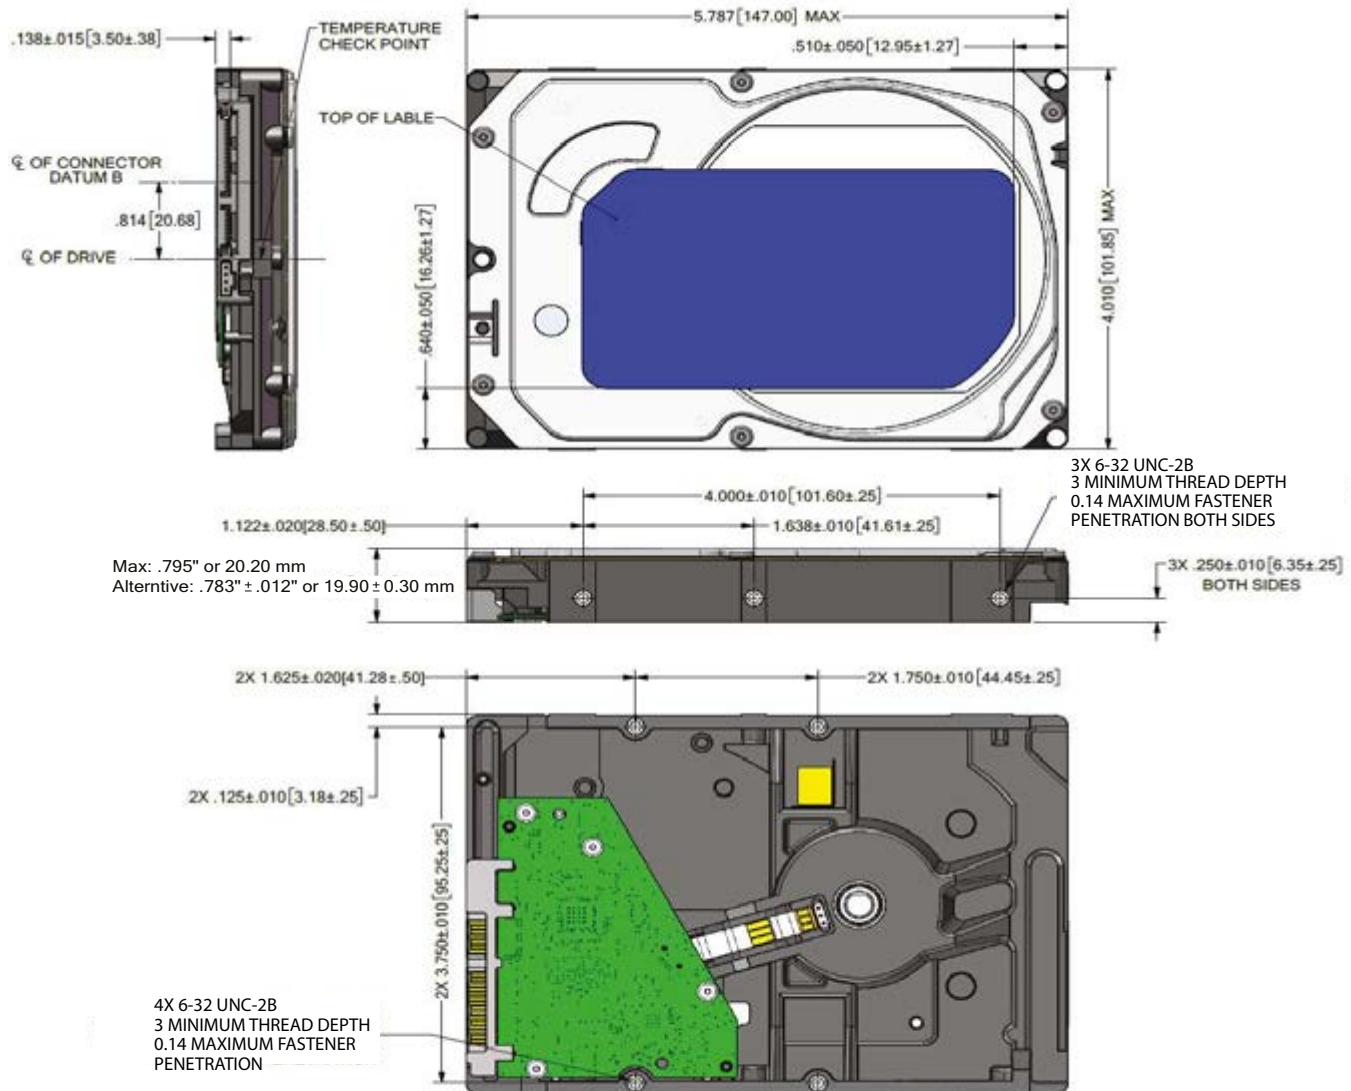 5.787[147.00] MAX
.138±.015[3.50±.38]
TEMPERATURE
CHECK POINT
.510±.050[12.95±1.27]
TOP OF LABLE
℄ OF CONNECTOR
DATUM B
.814[20.68]
℄ OF DRIVE
.640±.050[16.26±1.27]
4.010[101.85] MAX
3X 6-32 UNC-2B
3 MINIMUM THREAD DEPTH
0.14 MAXIMUM FASTENER
PENETRATION BOTH SIDES
4.000±.010[101.60±.25]
1.122±.020[28.50±.50]
1.638±.010[41.61±.25]
Max: .795" or 20.20 mm
Alterntive: .783" ± .012" or 19.90 ± 0.30 mm
3X .250±.010[6.35±.25]
BOTH SIDES
2X 1.625±.020[41.28±.50]
2X 1.750±.010[44.45±.25]
2X .125±.010[3.18±.25]
2X 3.750±.010[95.25±.25]
4X 6-32 UNC-2B
3 MINIMUM THREAD DEPTH
0.14 MAXIMUM FASTENER
PENETRATION